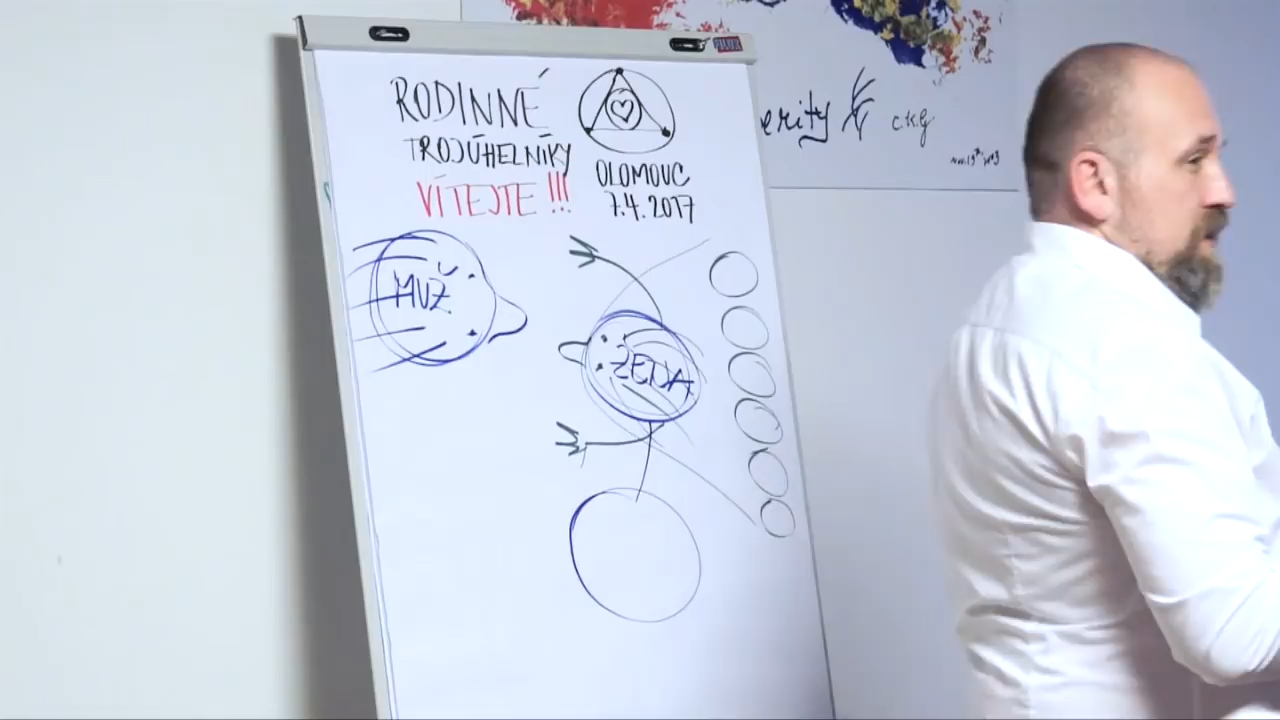 RODINNÉ
TROJÚHELNÍKY
VÍTEJTE !!!
OLOMOUC
7.4.2017
MUŽ
ŽENA
erity